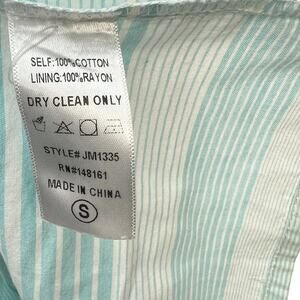 SELF:100%COTTON
LINING:100%RAYON
DRY CLEAN ONLY
STYLE#JM1335
RN#148161
MADE IN CHINA
S